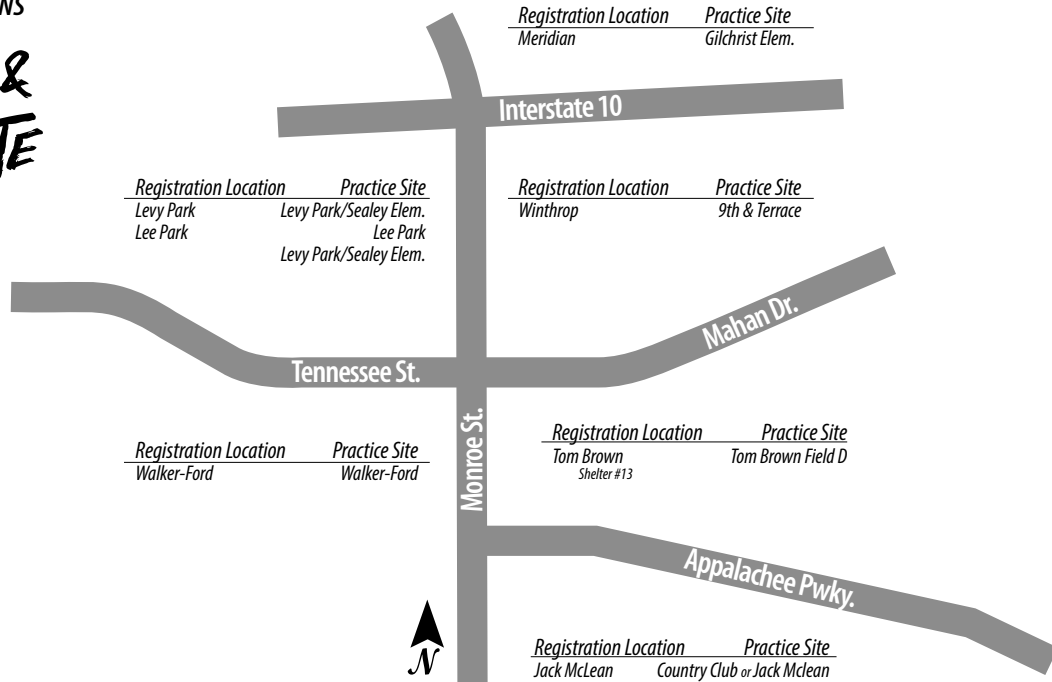 NS
&
TE
Registration Location Practice Site
Meridian Gilchrist Elem.
Interstate 10
Registration Location Practice Site
Levy Park Levy Park/Sealey Elem.
Lee Park Lee Park
Levy Park/Sealey Elem.
Registration Location Practice Site
Winthrop 9th & Terrace
Mahan Dr.
Tennessee St.
Monroe St.
Registration Location Practice Site
Walker-Ford Walker-Ford
Registration Location Practice Site
Tom Brown Tom Brown Field D
Shelter #13
Appalachee Pwky.
N
Registration Location Practice Site
Jack McLean Country Club or Jack Mclean